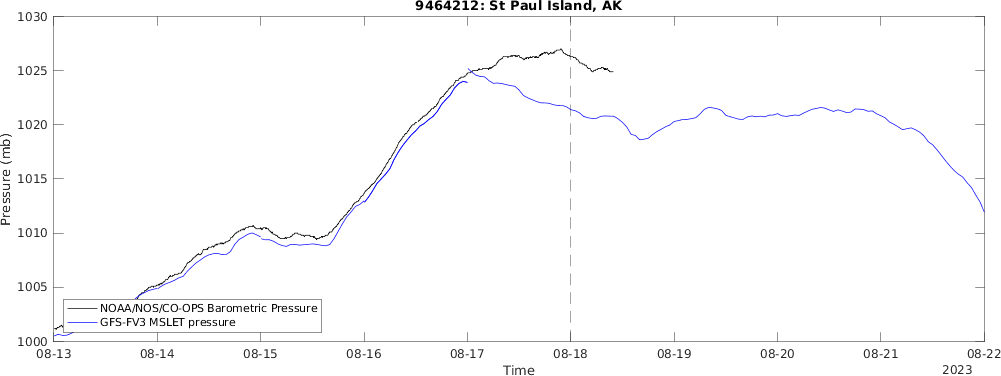 9464212: St Paul Island, AK
Pressure (mb)
1030
1025
1020
1015
1010
1005
1000
NOAA/NOS/CO-OPS Barometric Pressure
GFS-FV3 MSLET pressure
08-13 08-14 08-15 08-16 08-17 08-18 08-19 08-20 08-21 08-22
Time
2023